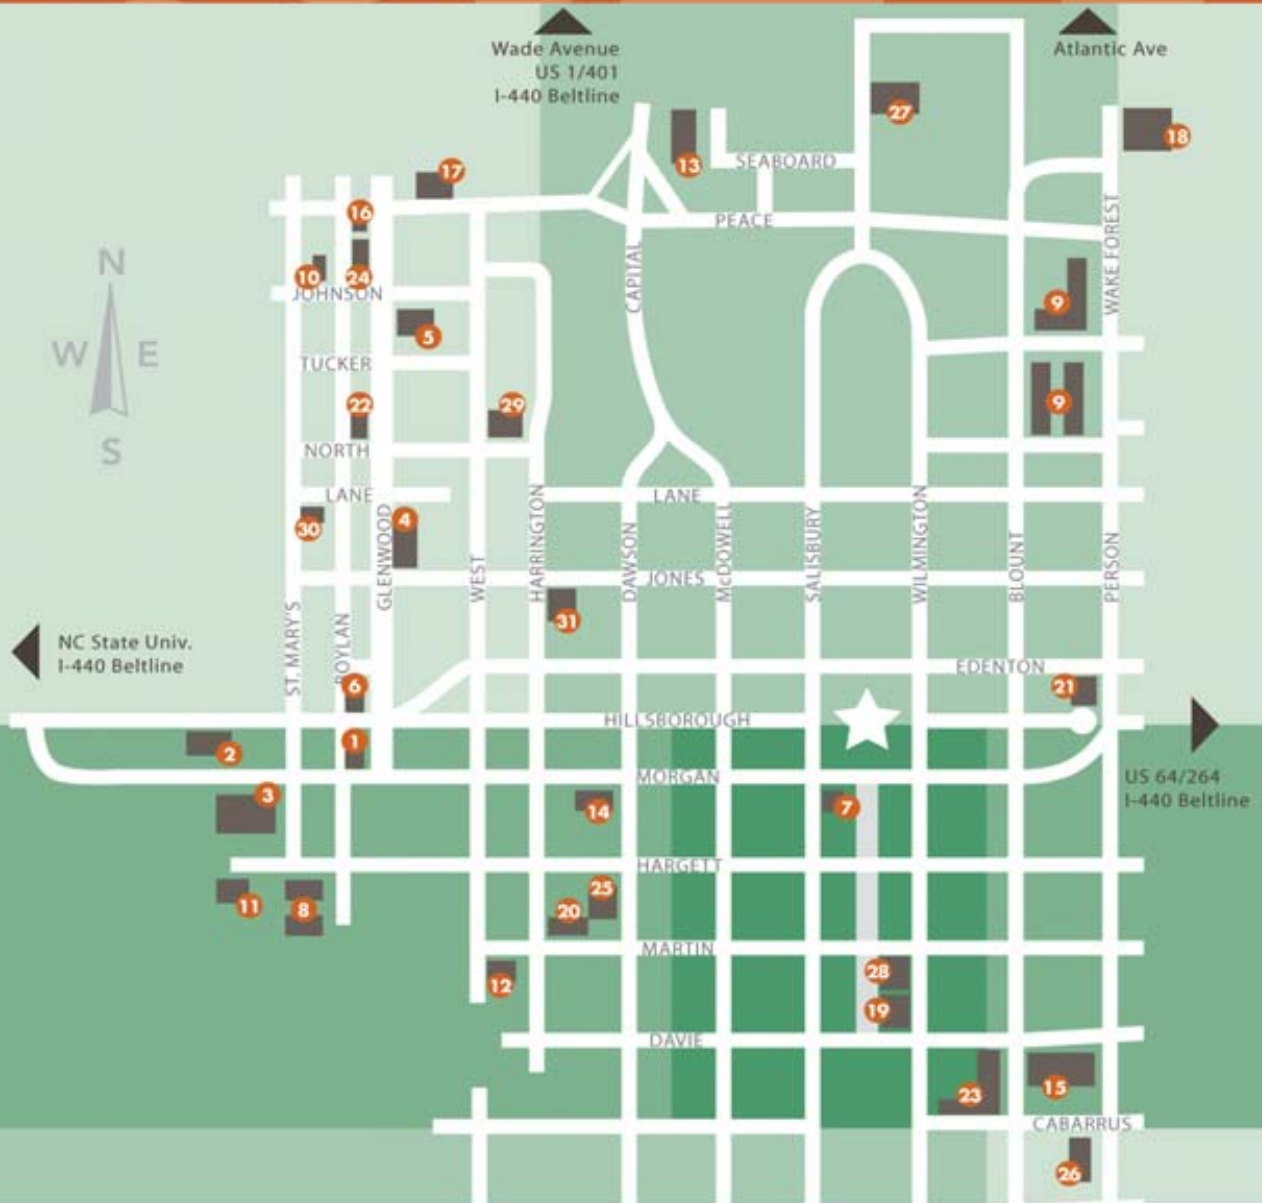 Wade Avenue
US 1/401
I-440 Beltline
Atlantic Ave
27
18
13
SEABOARD
17
16
PEACE
WAKE FOREST
N
10
24
CAPITAL
JOHNSON
9
5
W
E
TUCKER
22
29
9
S
NORTH
LANE
LANE
30
4
GLENWOOD
WEST
HARRINGTON
DAWSON
McDOWELL
SALISBURY
WILMINGTON
BLOUNT
PERSON
JONES
31
ST. MARY'S
BOYLAN
NC State Univ.
I-440 Beltline
EDENTON
6
21
HILLSBOROUGH
1
2
MORGAN
US 64/264
I-440 Beltline
3
14
7
HARGETT
11
8
25
20
MARTIN
12
28
19
DAVIE
23
15
CABARRUS
26